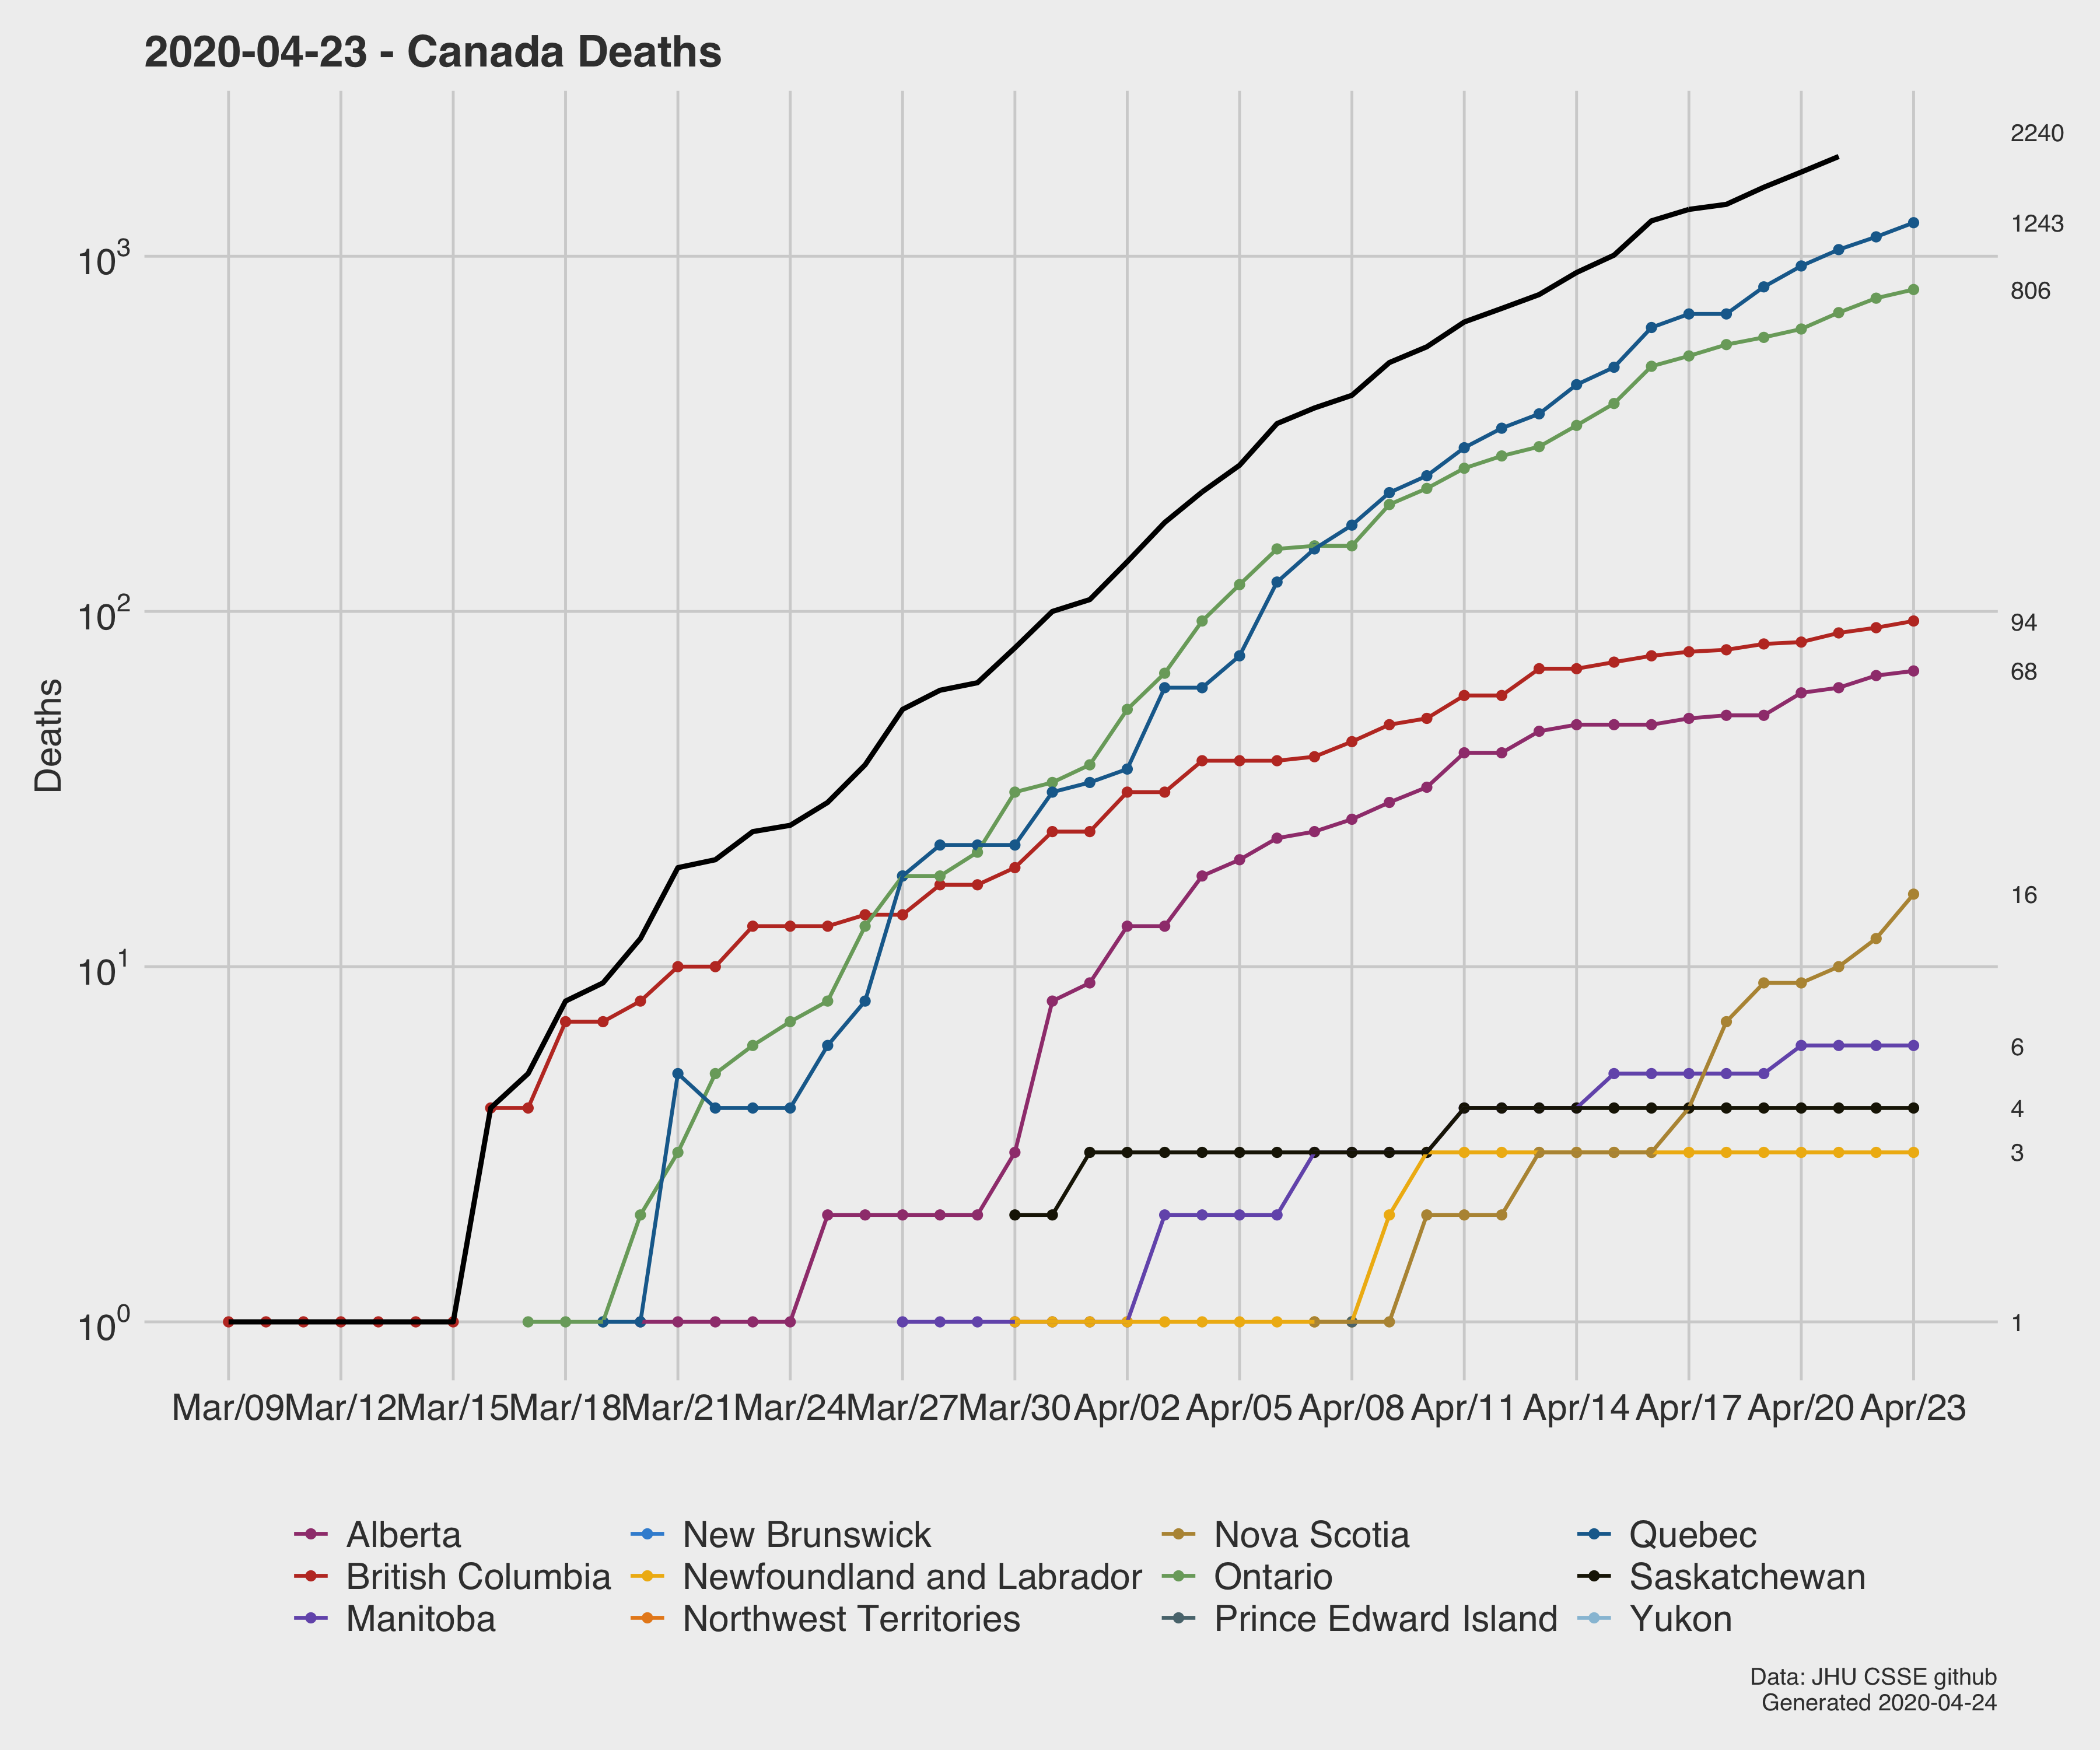 2020-04-23 - Canada Deaths
2240
1243
10³
806
10²
94
68
Deaths
16
10¹
6
4
3
10⁰
1
Mar/09 Mar/12 Mar/15 Mar/18 Mar/21 Mar/24 Mar/27 Mar/30 Apr/02 Apr/05 Apr/08 Apr/11 Apr/14 Apr/17 Apr/20 Apr/23
Alberta New Brunswick Nova Scotia Quebec
British Columbia Newfoundland and Labrador Ontario Saskatchewan
Manitoba Northwest Territories Prince Edward Island Yukon
Data: JHU CSSE github
Generated 2020-04-24